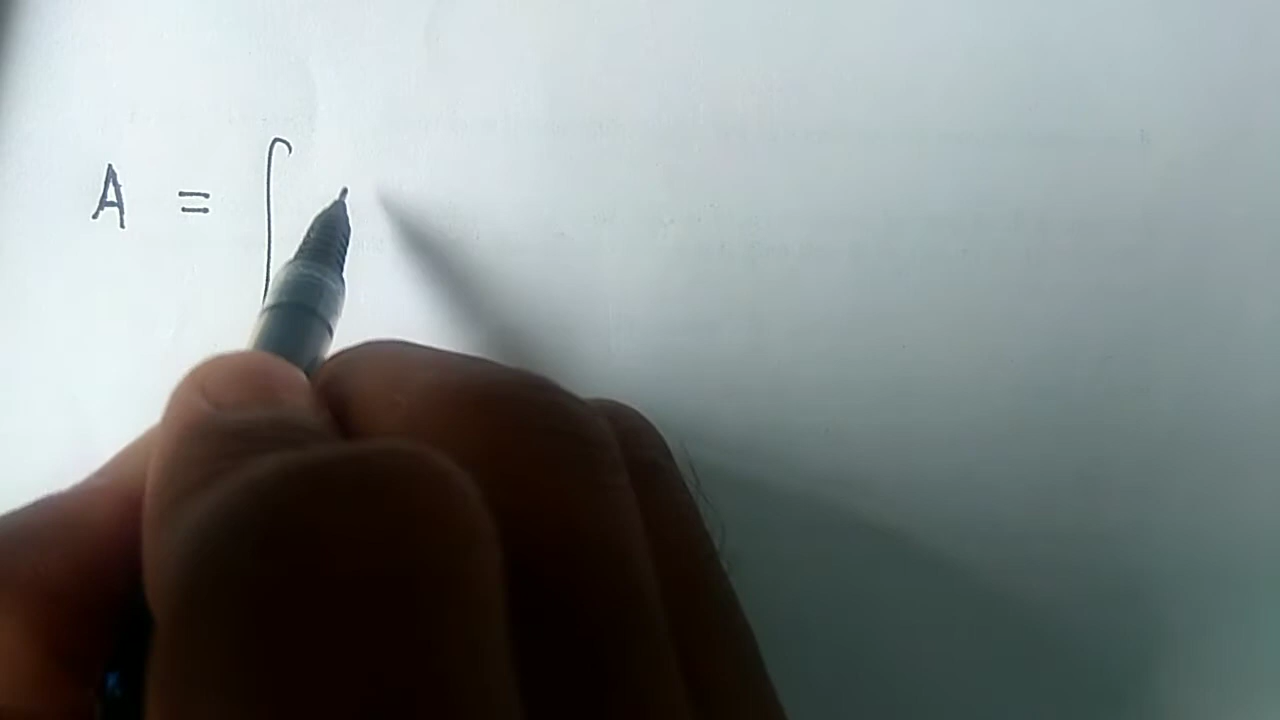 A = ∫